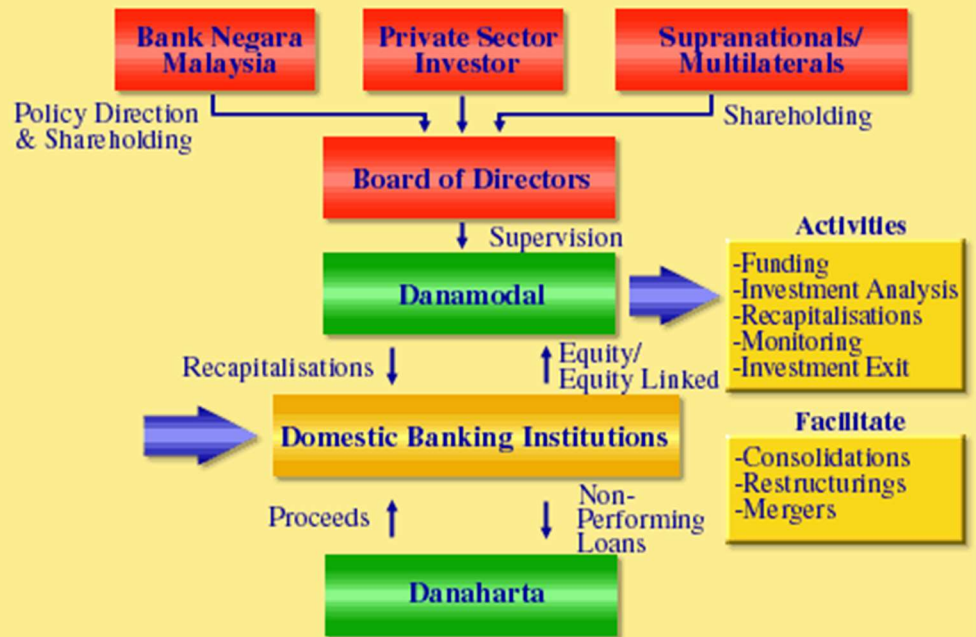 Bank Negara
Malaysia
Private Sector
Investor
Supranationals/
Multilaterals
Policy Direction
& Shareholding
Shareholding
Board of Directors
Supervision
Danamodal
Activities
-Funding
-Investment Analysis
-Recapitalisations
-Monitoring
-Investment Exit
Recapitalisations
Equity/
Equity Linked
Domestic Banking Institutions
Facilitate
-Consolidations
-Restructurings
-Mergers
Proceeds
Non-
Performing
Loans
Danaharta